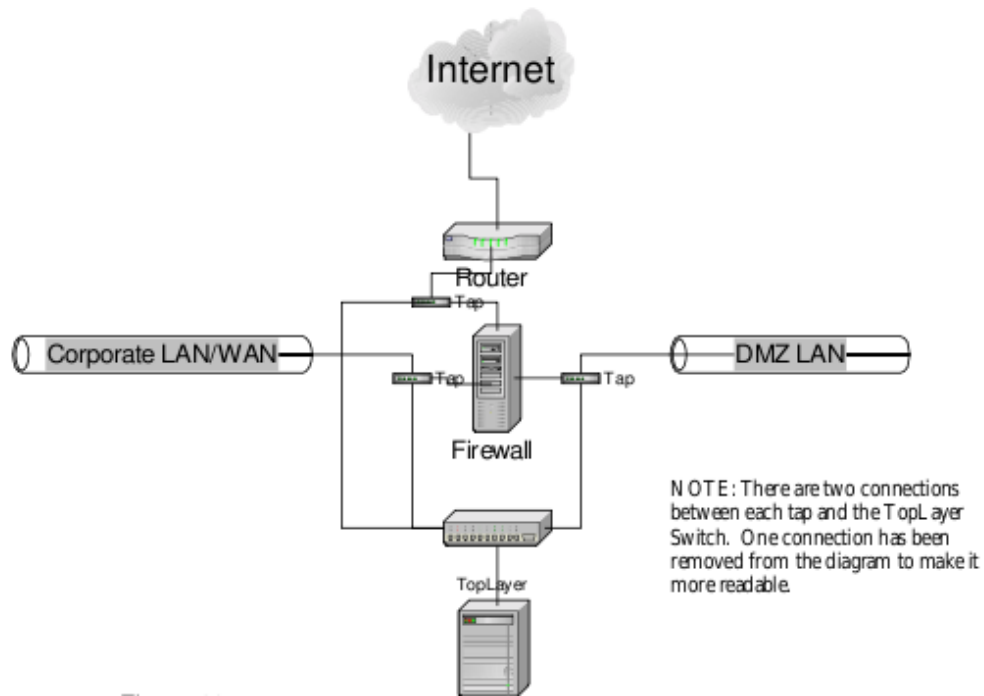 Internet
Router
Tap
Corporate LAN/WAN
DMZ LAN
Tap
Tap
Firewall
NOTE: There are two connections
between each tap and the TopLayer
Switch. One connection has been
removed from the diagram to make it
more readable.
TopLayer